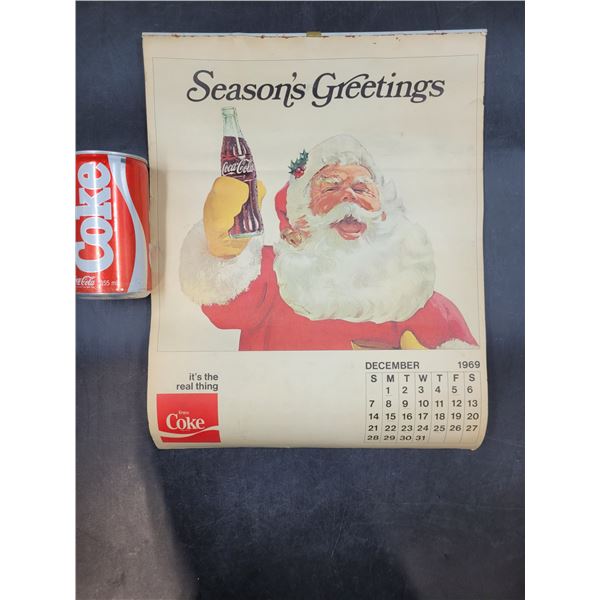 Season's Greetings
Coca-Cola
Coke
Coca-Cola 355 m
it's the
real thing
Enjoy
Coke
DECEMBER 1969
S M T W T F S
1 2 3 4 5 6
7 8 9 10 11 12 13
14 15 16 17 18 19 20
21 22 23 24 25 26 27
28 29 30 31